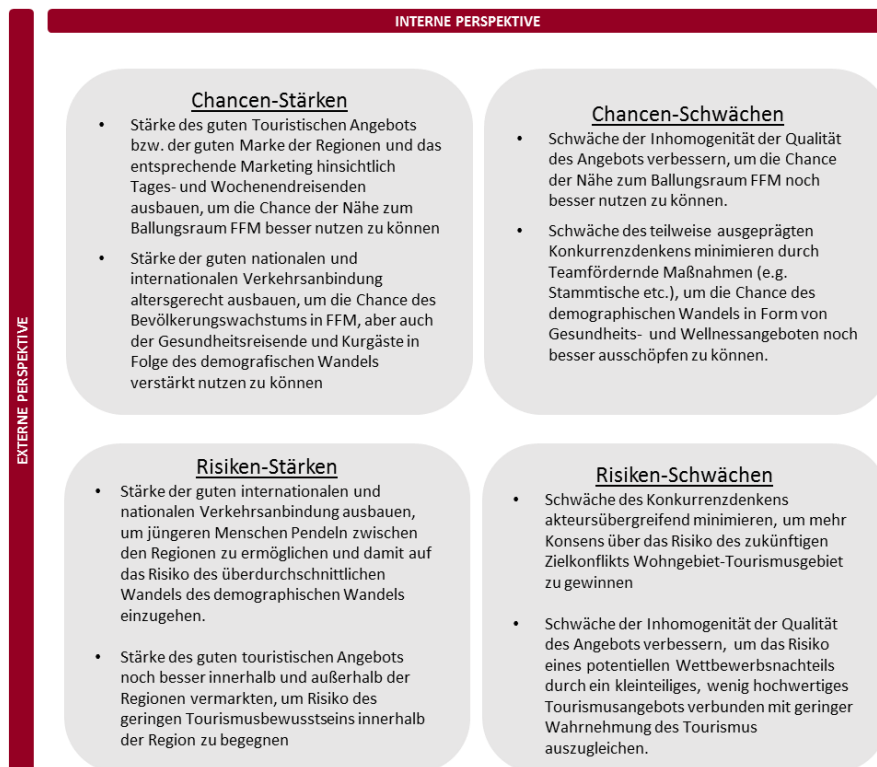 INTERNE PERSPEKTIVE
EXTERNE PERSPEKTIVE
Chancen-Stärken
• Stärke des guten Touristischen Angebots
bzw. der guten Marke der Regionen und das
entsprechende Marketing hinsichtlich
Tages- und Wochenendreisenden
ausbauen, um die Chance der Nähe zum
Ballungsraum FFM besser nutzen zu können
• Stärke der guten nationalen und
internationalen Verkehrsanbindung
altersgerecht ausbauen, um die Chance des
Bevölkerungswachstums in FFM, aber auch
der Gesundheitsreisende und Kurgäste in
Folge des demografischen Wandels
verstärkt nutzen zu können
Chancen-Schwächen
• Schwäche der Inhomogenität der Qualität
des Angebots verbessern, um die Chance
der Nähe zum Ballungsraum FFM noch
besser nutzen zu können.
• Schwäche des teilweise ausgeprägten
Konkurrenzdenkens minimieren durch
Teamfördernde Maßnahmen (e.g.
Stammtische etc.), um die Chance des
demographischen Wandels in Form von
Gesundheits- und Wellnessangeboten noch
besser ausschöpfen zu können.
Risiken-Stärken
• Stärke der guten internationalen und
nationalen Verkehrsanbindung ausbauen,
um jüngeren Menschen Pendeln zwischen
den Regionen zu ermöglichen und damit auf
das Risiko des überdurchschnittlichen
Wandels des demographischen Wandels
einzugehen.
• Stärke des guten touristischen Angebots
noch besser innerhalb und außerhalb der
Regionen vermarkten, um Risiko des
geringen Tourismusbewusstseins innerhalb
der Region zu begegnen
Risiken-Schwächen
• Schwäche des Konkurrenzdenkens
akteursübergreifend minimieren, um mehr
Konsens über das Risiko des zukünftigen
Zielkonflikts Wohngebiet-Tourismusgebiet
zu gewinnen
• Schwäche der Inhomogenität der Qualität
des Angebots verbessern, um das Risiko
eines potentiellen Wettbewerbsnachteils
durch ein kleinteiliges, wenig hochwertiges
Tourismusangebots verbunden mit geringer
Wahrnehmung des Tourismus
auszugleichen.